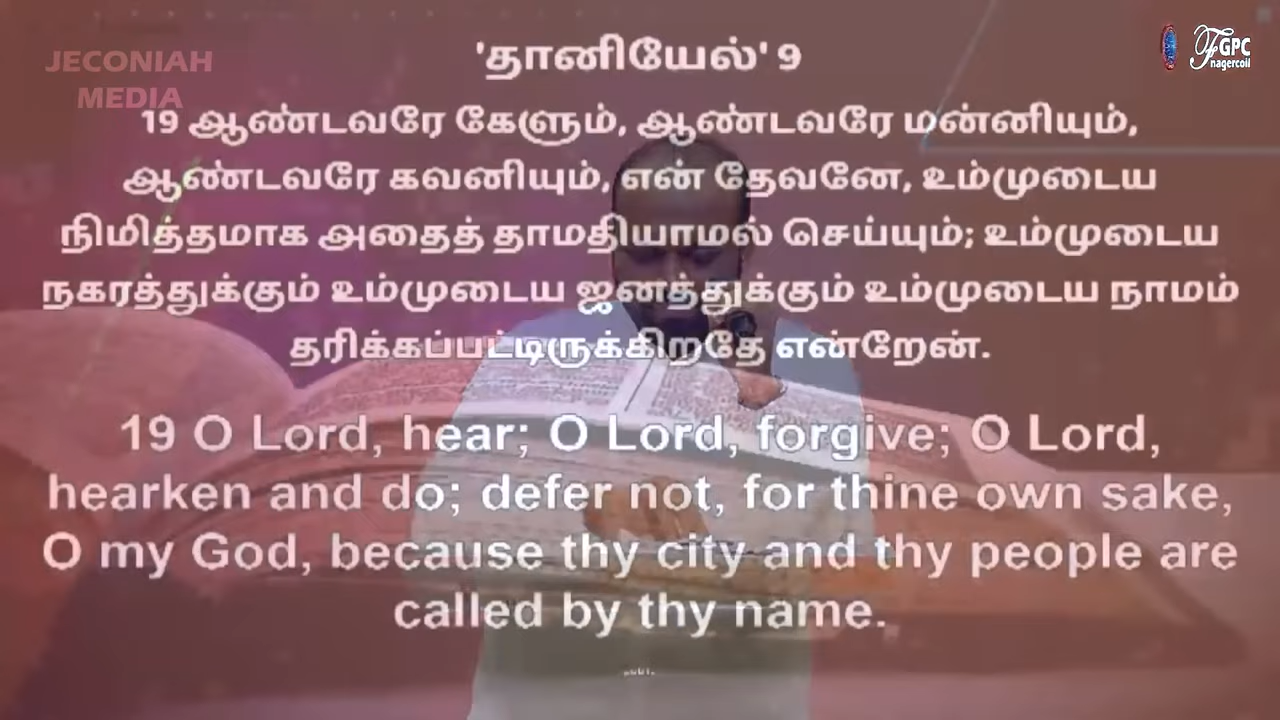 JECONIAH
MEDIA
FGPC
nagercoil
'தானியேல்' 9
19 ஆண்டவரே கேளும், ஆண்டவரே மன்னியும்,
ஆண்டவரே கவனியும், என் தேவனே, உம்முடைய
நிமித்தமாக அதைத் தாமதியாமல் செய்யும்; உம்முடைய
நகரத்துக்கும் உம்முடைய ஜனத்துக்கும் உம்முடைய நாமம்
தரிக்கப்பட்டிருக்கிறதே என்றேன்.
19 O Lord, hear; O Lord, forgive; O Lord,
hearken and do; defer not, for thine own sake,
O my God, because thy city and thy people are
called by thy name.